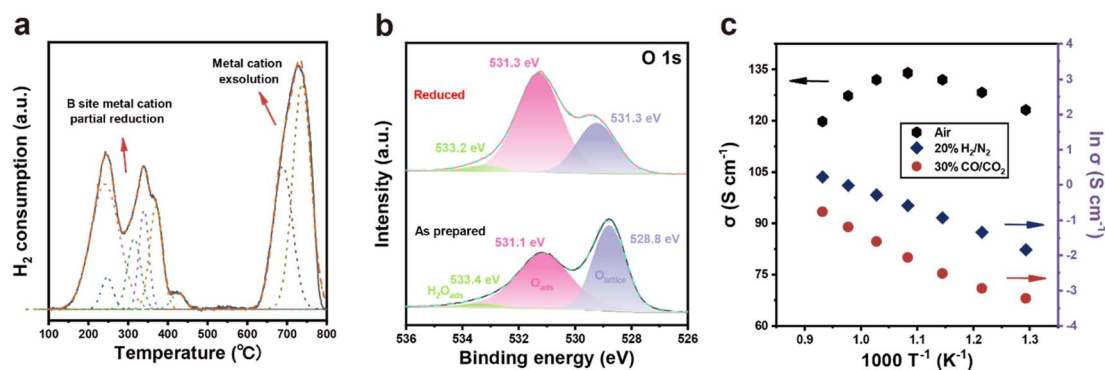 a
H₂ consumption (a.u.)
B site metal cation
partial reduction
Metal cation
exsolution
100 200 300 400 500 600 700 800
Temperature (℃)
b
Intensity (a.u.)
O 1s
531.3 eV
Reduced
531.3 eV
533.2 eV
As prepared
531.1 eV
528.8 eV
533.4 eV
H₂O_ads
O_ads
O_lattice
536 534 532 530 528 526
Binding energy (eV)
c
σ (S cm⁻¹)
135
120
105
90
75
60
Air
20% H₂/N₂
30% CO/CO₂
4
3
2
1
0
-1
-2
-3
-4
ln σ (S cm⁻¹)
0.9 1.0 1.1 1.2 1.3
1000 T⁻¹ (K⁻¹)